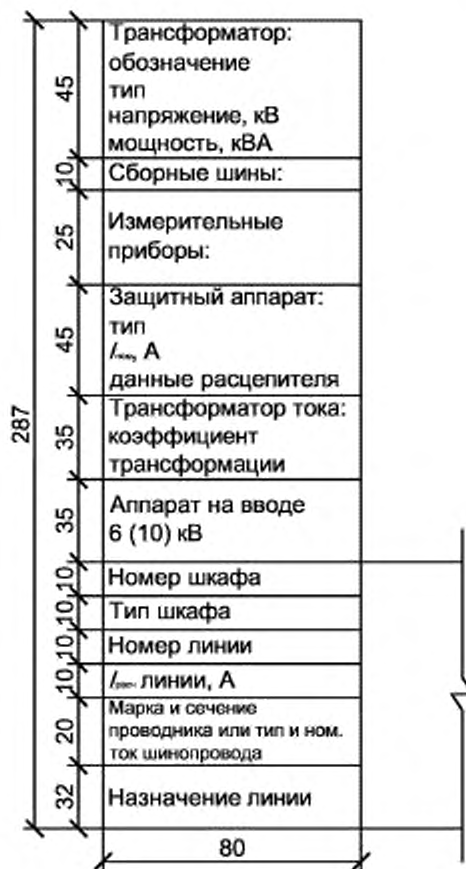 Трансформатор:
обозначение
тип
напряжение, кВ
мощность, кВА
45
Сборные шины:
10
Измерительные
приборы:
25
Защитный аппарат:
тип
I, А
данные расцепителя
45
Трансформатор тока:
коэффициент
трансформации
35
Аппарат на вводе
6 (10) кВ
35
Номер шкафа
10
Тип шкафа
10
Номер линии
10
I линии, А
10
Марка и сечение
проводника или тип и ном.
ток шинопровода
20
Назначение линии
32
287
80